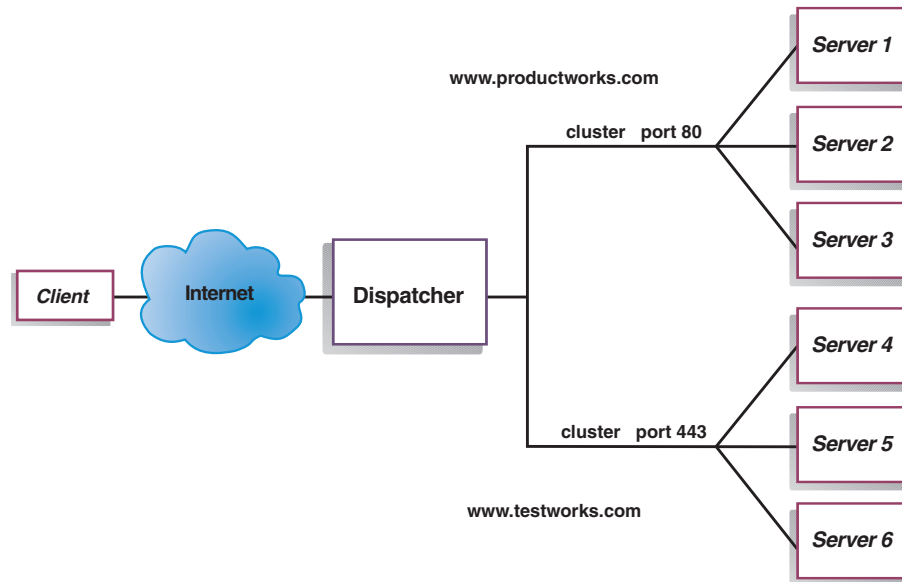 Server 1
www.productworks.com
cluster port 80
Server 2
Server 3
Client
Internet
Dispatcher
Server 4
cluster port 443
Server 5
www.testworks.com
Server 6